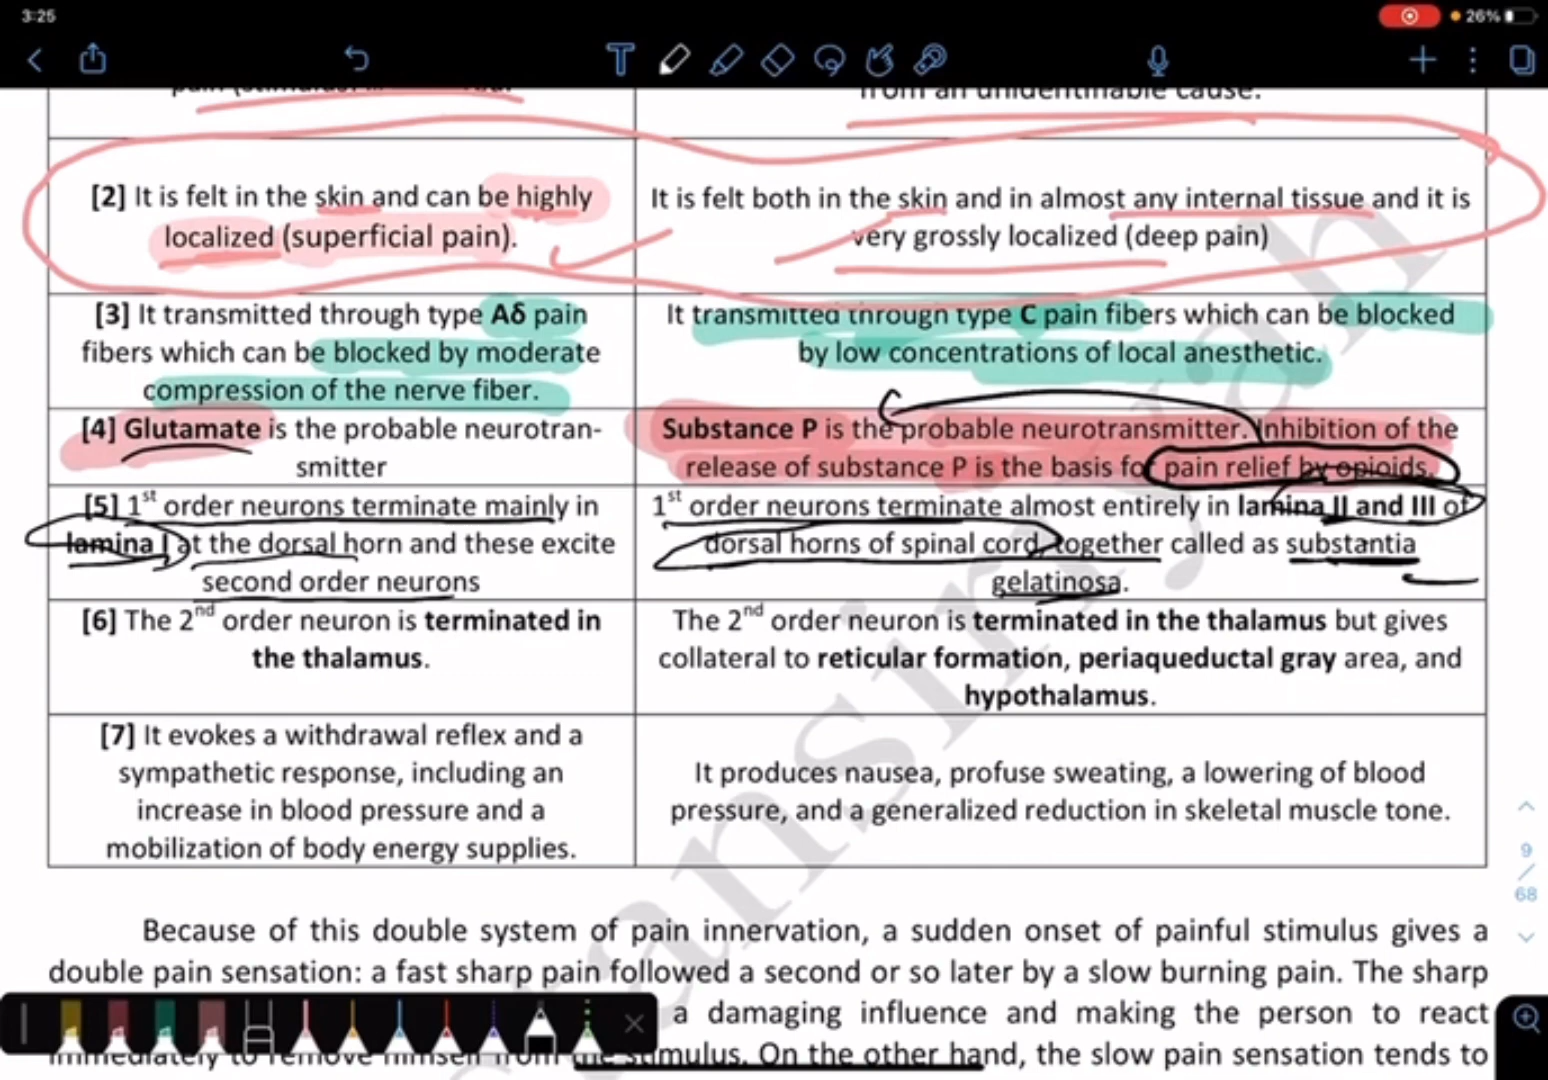 3:25
26%
T
from an unidentifiable cause.
[2] It is felt in the skin and can be highly
localized (superficial pain).
It is felt both in the skin and in almost any internal tissue and it is
very grossly localized (deep pain)
[3] It transmitted through type Aδ pain
fibers which can be blocked by moderate
compression of the nerve fiber.
It transmitted through type C pain fibers which can be blocked
by low concentrations of local anesthetic.
[4] Glutamate is the probable neurotran-
smitter
Substance P is the probable neurotransmitter. Inhibition of the
release of substance P is the basis for pain relief by opioids.
[5] 1st order neurons terminate mainly in
lamina I at the dorsal horn and these excite
second order neurons
1st order neurons terminate almost entirely in lamina II and III of
dorsal horns of spinal cord, together called as substantia
gelatinosa.
[6] The 2nd order neuron is terminated in
the thalamus.
The 2nd order neuron is terminated in the thalamus but gives
collateral to reticular formation, periaqueductal gray area, and
hypothalamus.
[7] It evokes a withdrawal reflex and a
sympathetic response, including an
increase in blood pressure and a
mobilization of body energy supplies.
It produces nausea, profuse sweating, a lowering of blood
pressure, and a generalized reduction in skeletal muscle tone.
9
/
68
Because of this double system of pain innervation, a sudden onset of painful stimulus gives a
double pain sensation: a fast sharp pain followed a second or so later by a slow burning pain. The sharp
a damaging influence and making the person to react
immediately to remove himself from the stimulus. On the other hand, the slow pain sensation tends to